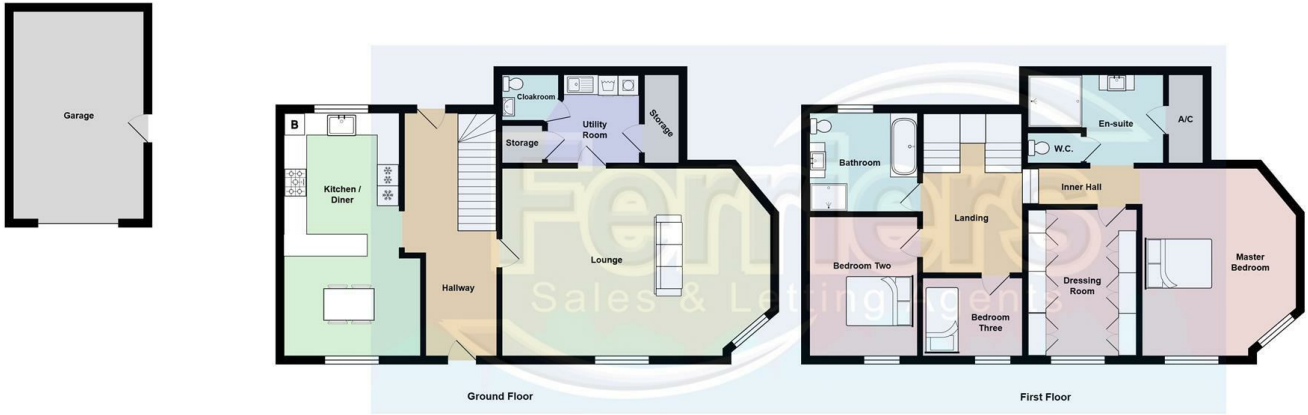 Garage
B
Kitchen /
Diner
Hallway
Cloakroom
Storage
Utility
Room
Storage
Lounge
Ground Floor
Bathroom
Bedroom Two
Landing
Bedroom
Three
En-suite
W.C.
A/C
Inner Hall
Dressing
Room
Master
Bedroom
First Floor
Ferriers
Sales & Letting Agents